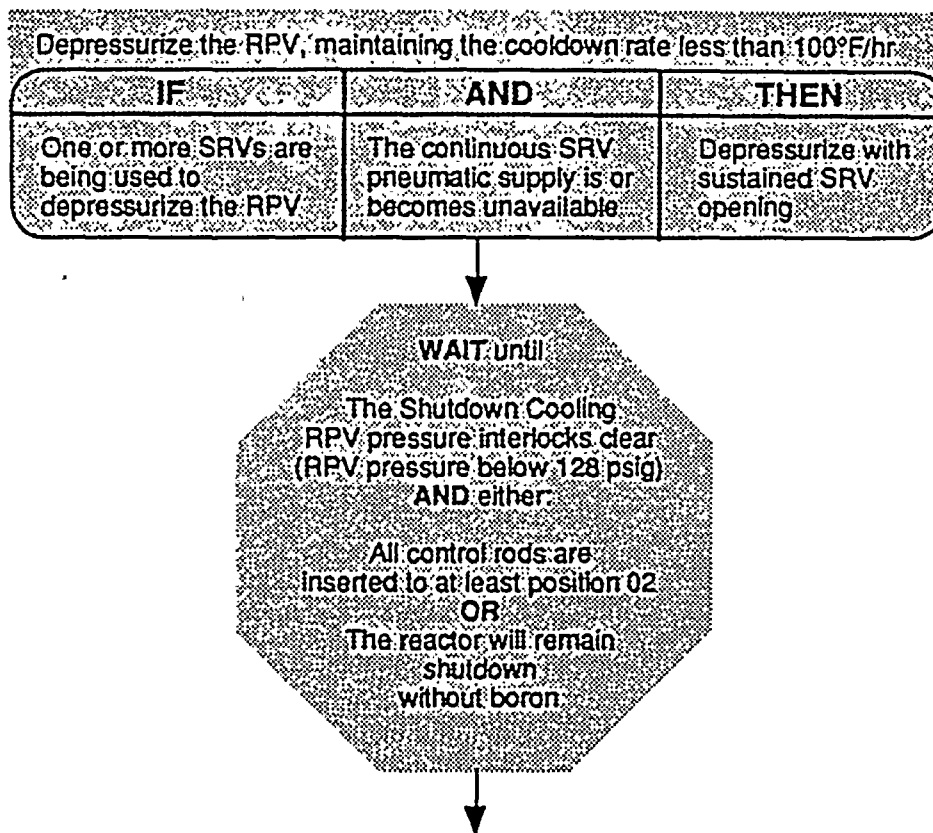 Depressurize the RPV, maintaining the cooldown rate less than 100°F/hr
IF AND THEN
One or more SRVs are
being used to
depressurize the RPV
The continuous SRV
pneumatic supply is or
becomes unavailable
Depressurize with
sustained SRV
opening
WAIT until
The Shutdown Cooling
RPV pressure interlocks clear
(RPV pressure below 128 psig)
AND either:
All control rods are
inserted to at least position 02
OR
The reactor will remain
shutdown
without boron